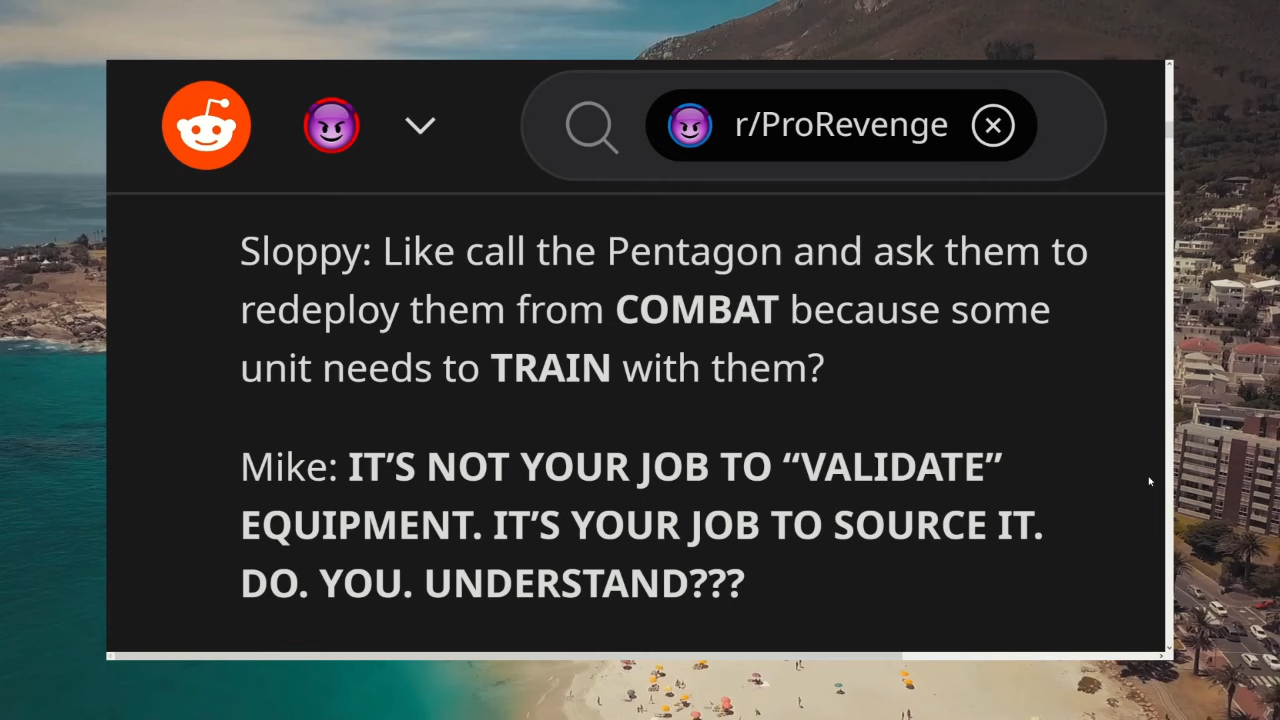 r/ProRevenge
Sloppy: Like call the Pentagon and ask them to
redeploy them from COMBAT because some
unit needs to TRAIN with them?
Mike: IT’S NOT YOUR JOB TO “VALIDATE”
EQUIPMENT. IT’S YOUR JOB TO SOURCE IT.
DO. YOU. UNDERSTAND???